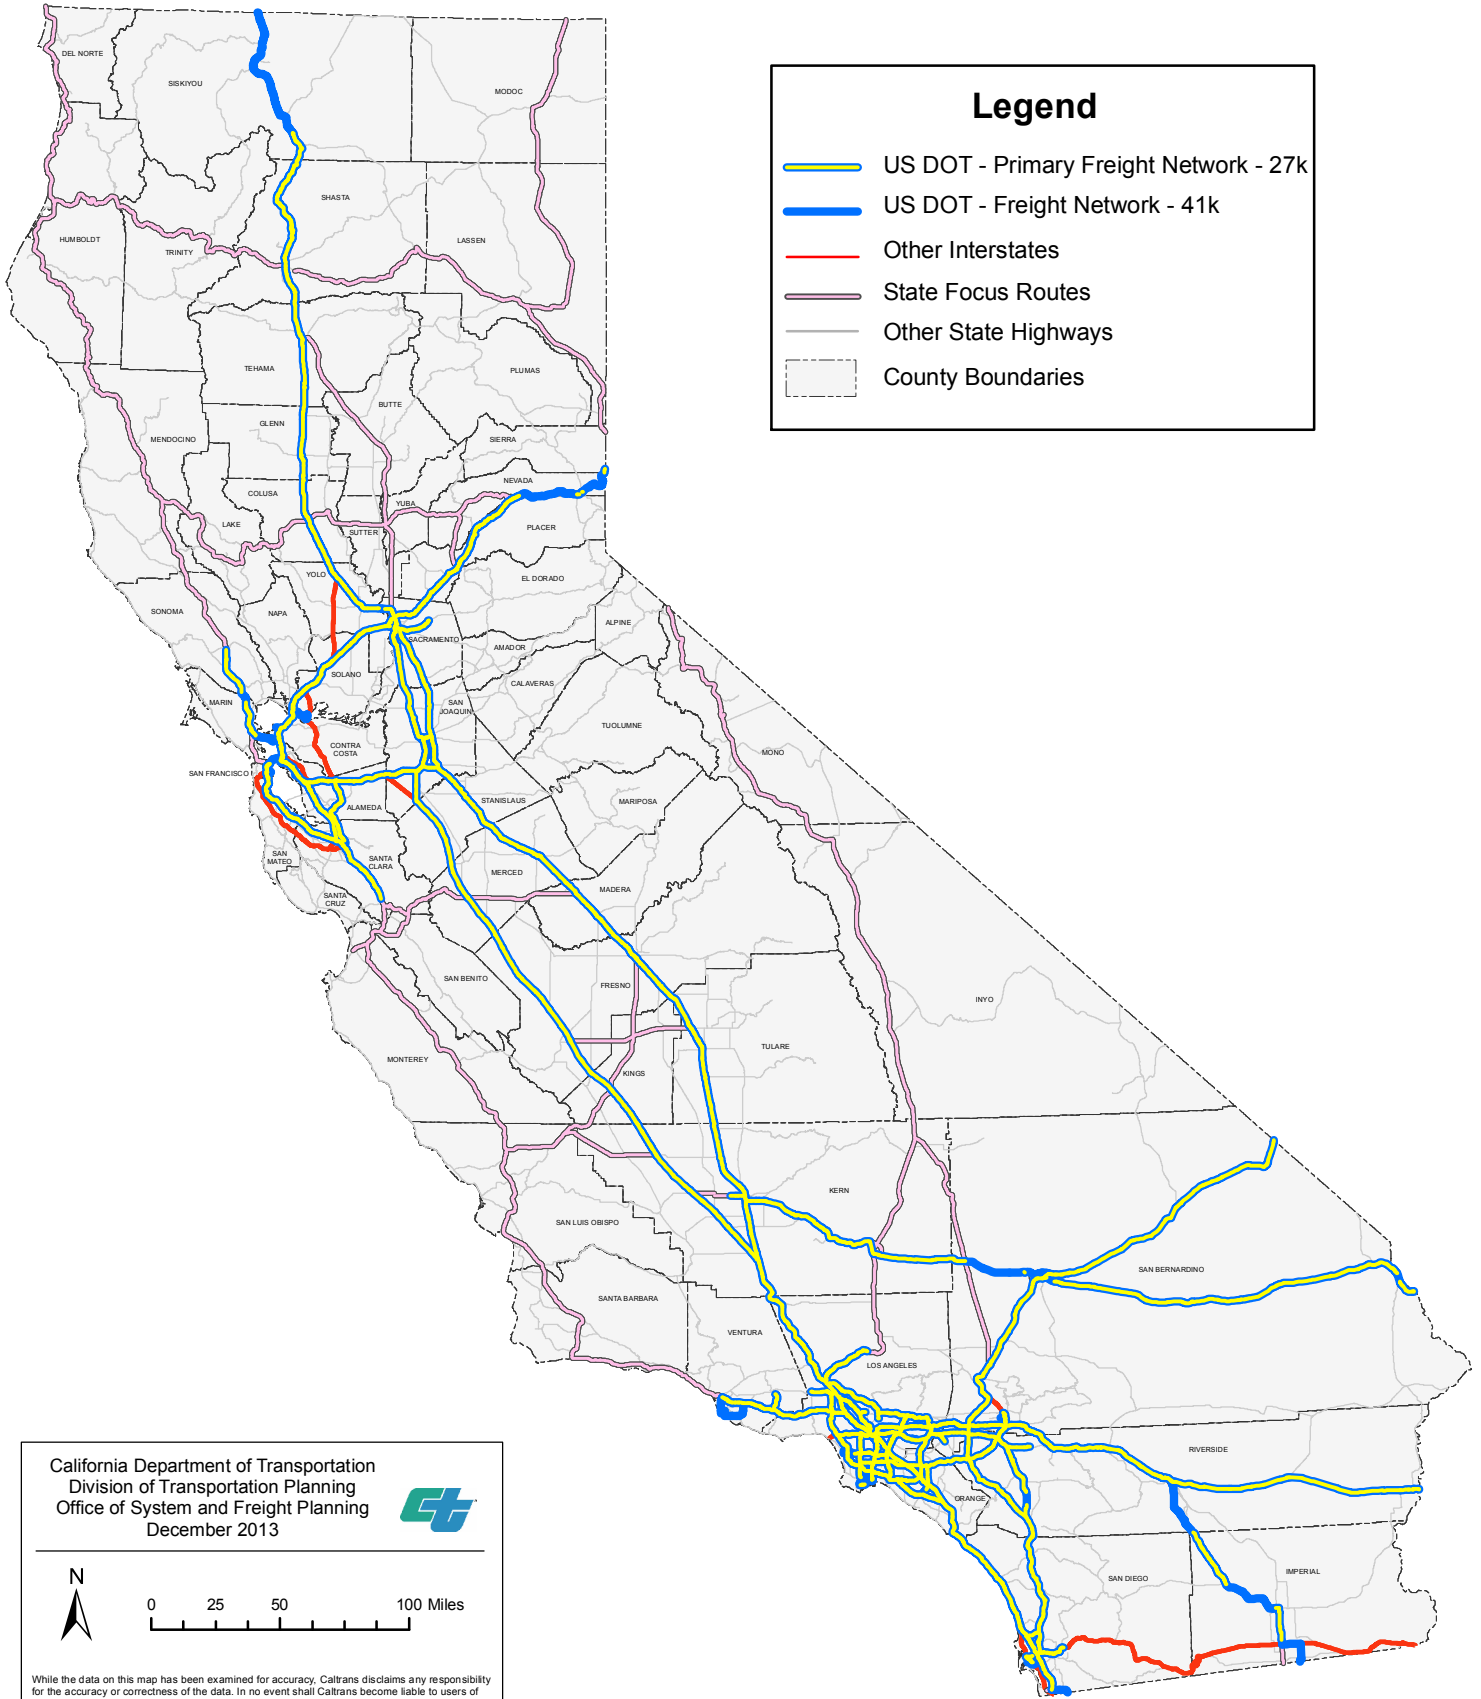 Legend
US DOT - Primary Freight Network - 27k
US DOT - Freight Network - 41k
Other Interstates
State Focus Routes
Other State Highways
County Boundaries
DEL NORTE
SISKIYOU
MODOC
SHASTA
LASSEN
HUMBOLDT
TRINITY
TEHAMA
PLUMAS
BUTTE
GLENN
MENDOCINO
SIERRA
NEVADA
COLUSA
YUBA
LAKE
SUTTER
PLACER
YOLO
EL DORADO
SONOMA
NAPA
ALPINE
SACRAMENTO
AMADOR
SOLANO
CALAVERAS
MARIN
SAN
JOAQUIN
TUOLUMNE
CONTRA
COSTA
MONO
SAN FRANCISCO
ALAMEDA
STANISLAUS
MARIPOSA
SAN
MATEO
SANTA
CLARA
MERCED
MADERA
SANTA
CRUZ
SAN BENITO
FRESNO
INYO
MONTEREY
TULARE
KINGS
KERN
SAN LUIS OBISPO
SAN BERNARDINO
SANTA BARBARA
VENTURA
LOS ANGELES
RIVERSIDE
ORANGE
SAN DIEGO
IMPERIAL
California Department of Transportation
Division of Transportation Planning
Office of System and Freight Planning
December 2013
N
0 25 50 100 Miles
While the data on this map has been examined for accuracy, Caltrans disclaims any responsibility
for the accuracy or correctness of the data. In no event shall Caltrans become liable to users of